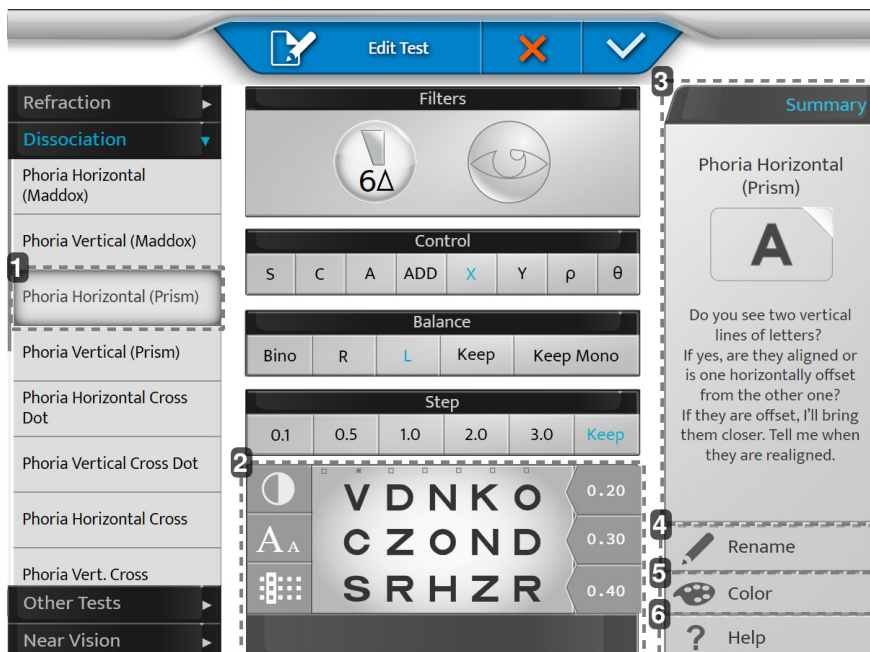 Edit Test
Refraction
Dissociation
Phoria Horizontal
(Maddox)
Phoria Vertical (Maddox)
1
Phoria Horizontal (Prism)
Phoria Vertical (Prism)
Phoria Horizontal Cross
Dot
Phoria Vertical Cross Dot
Phoria Horizontal Cross
Phoria Vert. Cross
Other Tests
Near Vision
Filters
6Δ
Control
S C A ADD X Y ρ θ
Balance
Bino R L Keep Keep Mono
Step
0.1 0.5 1.0 2.0 3.0 Keep
2
V D N K O 0.20
A A C Z O N D 0.30
S R H Z R 0.40
3
Summary
Phoria Horizontal
(Prism)
A
Do you see two vertical
lines of letters?
If yes, are they aligned or
is one horizontally offset
from the other one?
If they are offset, I'll bring
them closer. Tell me when
they are realigned.
4
Rename
5
Color
6
? Help